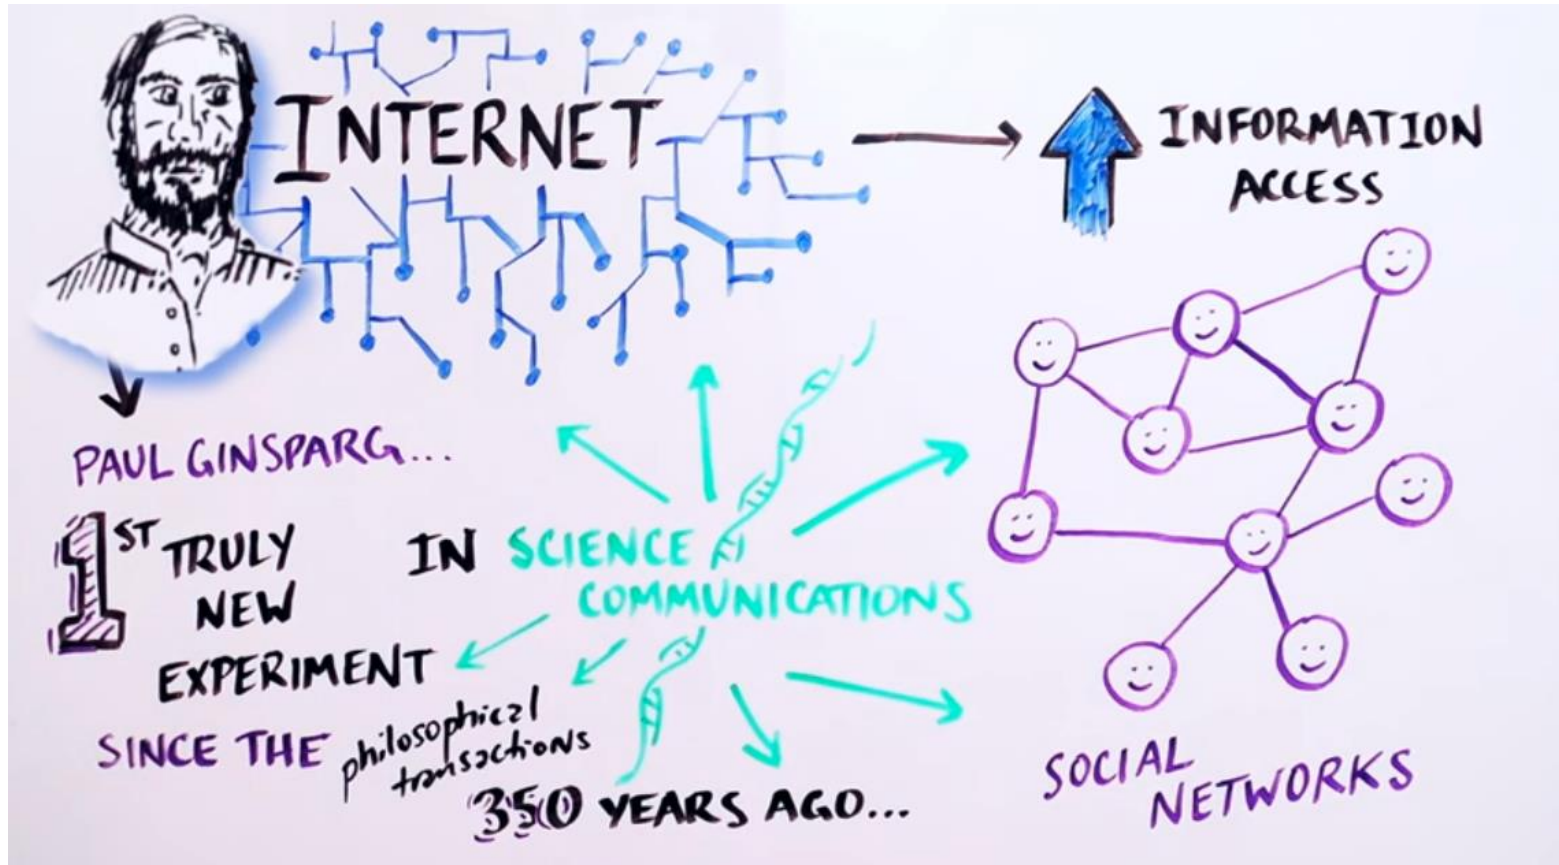 INTERNET
INFORMATION
ACCESS
PAUL GINSPARG...
1ST TRULY
NEW
EXPERIMENT
IN SCIENCE
COMMUNICATIONS
SINCE THE philosophical
transactions
350 YEARS AGO...
SOCIAL
NETWORKS